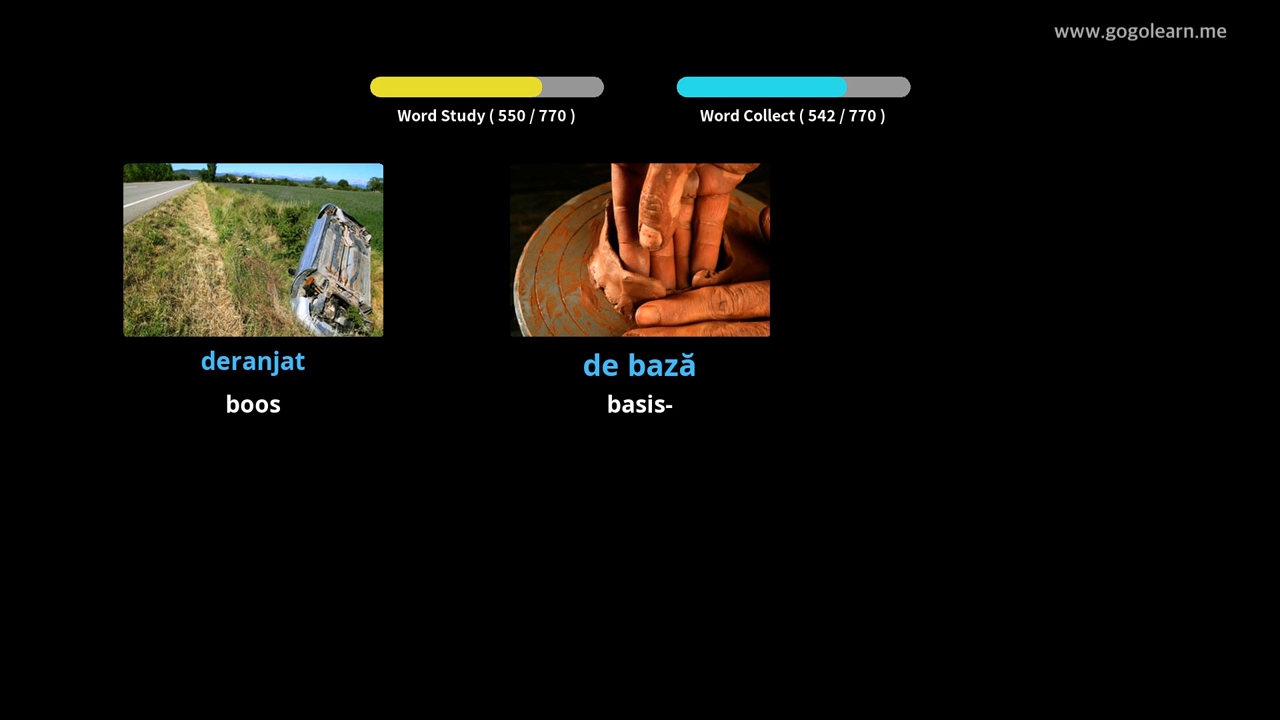 www.gogolearn.me
Word Study ( 550 / 770 )
Word Collect ( 542 / 770 )
deranjat
boos
de bază
basis-